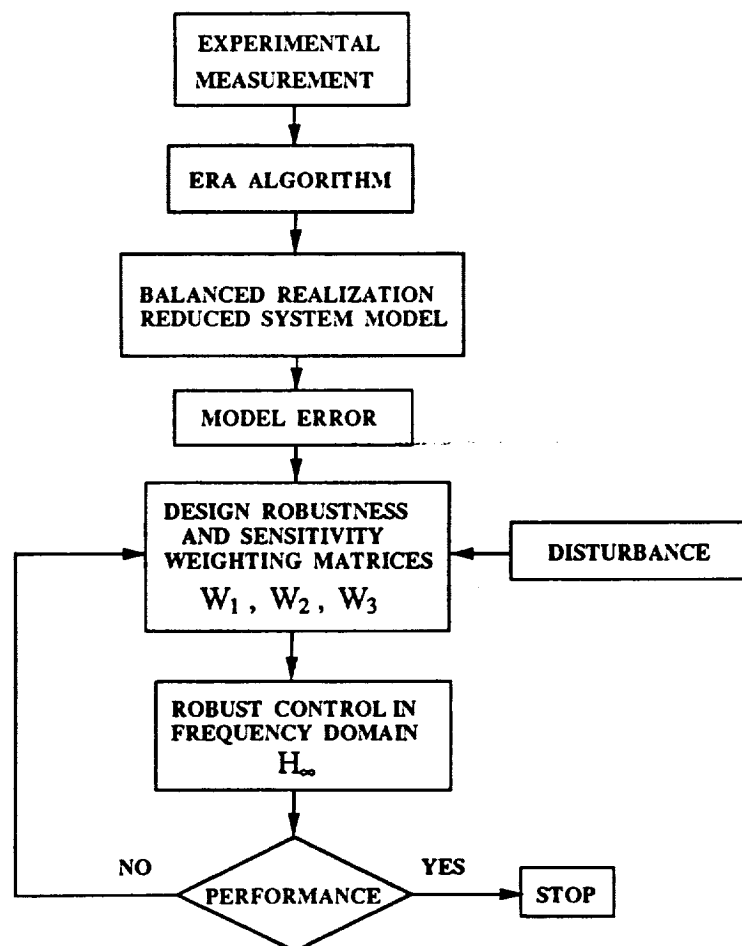 EXPERIMENTAL
MEASUREMENT
ERA ALGORITHM
BALANCED REALIZATION
REDUCED SYSTEM MODEL
MODEL ERROR
DESIGN ROBUSTNESS
AND SENSITIVITY
WEIGHTING MATRICES
W₁ , W₂ , W₃
DISTURBANCE
ROBUST CONTROL IN
FREQUENCY DOMAIN
H∞
NO
YES
PERFORMANCE
STOP